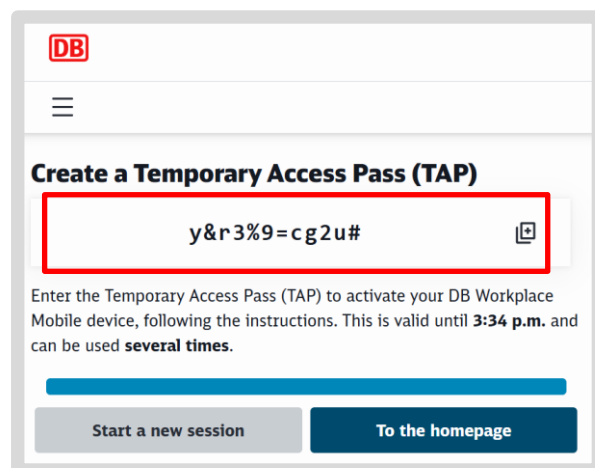 DB
Create a Temporary Access Pass (TAP)
y&r3%9=cg2u#
Enter the Temporary Access Pass (TAP) to activate your DB Workplace
Mobile device, following the instructions. This is valid until 3:34 p.m. and
can be used several times.
Start a new session
To the homepage